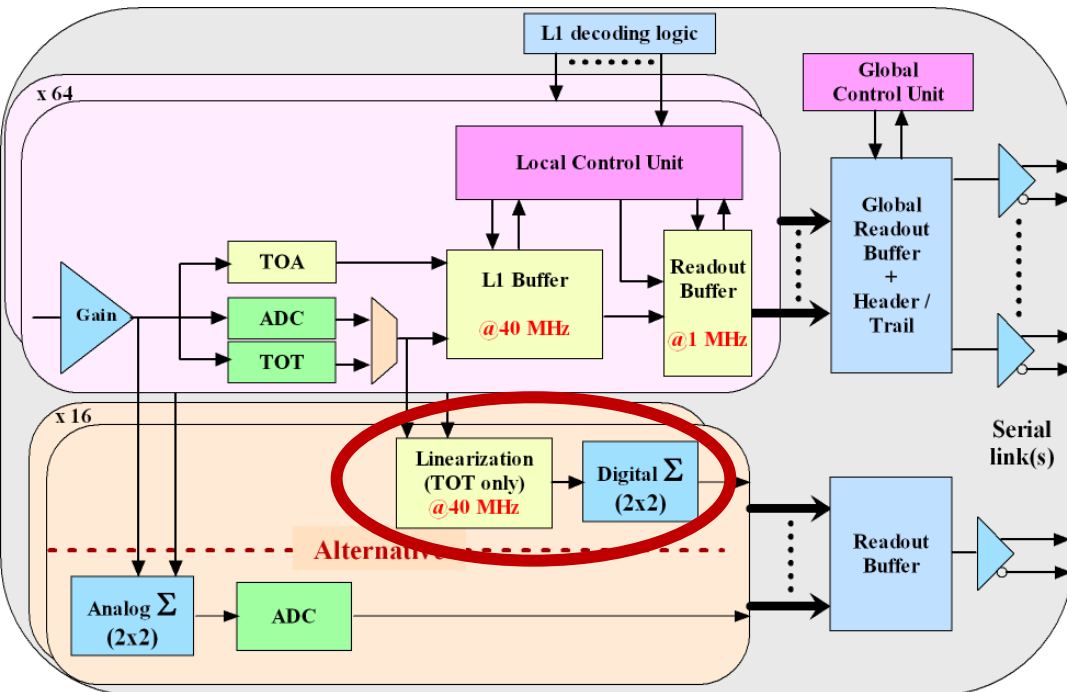 L1 decoding logic
Global
Control Unit
x 64
Local Control Unit
Global
Readout
Buffer
+
Header /
Trail
TOA
L1 Buffer
@40 MHz
Readout
Buffer
@1 MHz
Gain
ADC
TOT
x 16
Serial
link(s)
Linearization
(TOT only)
@40 MHz
Digital Σ
(2x2)
Alternative
Readout
Buffer
Analog Σ
(2x2)
ADC